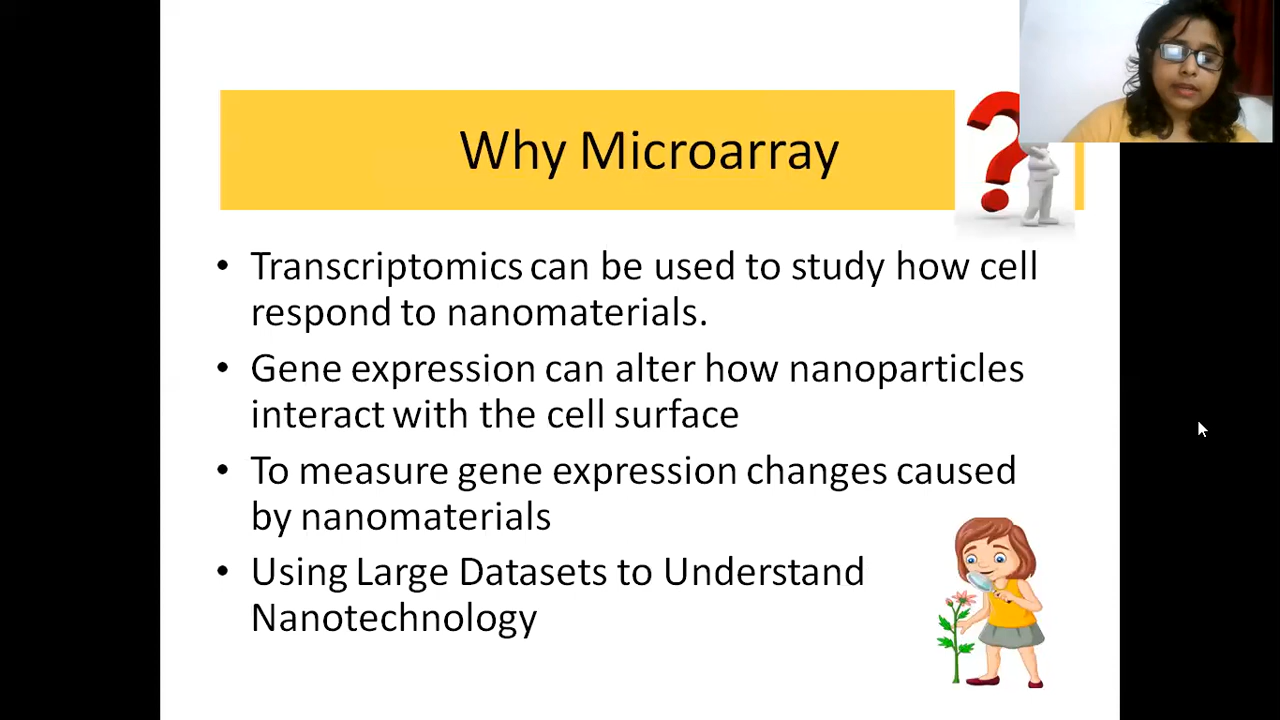 Why Microarray
• Transcriptomics can be used to study how cell
respond to nanomaterials.
• Gene expression can alter how nanoparticles
interact with the cell surface
• To measure gene expression changes caused
by nanomaterials
• Using Large Datasets to Understand
Nanotechnology